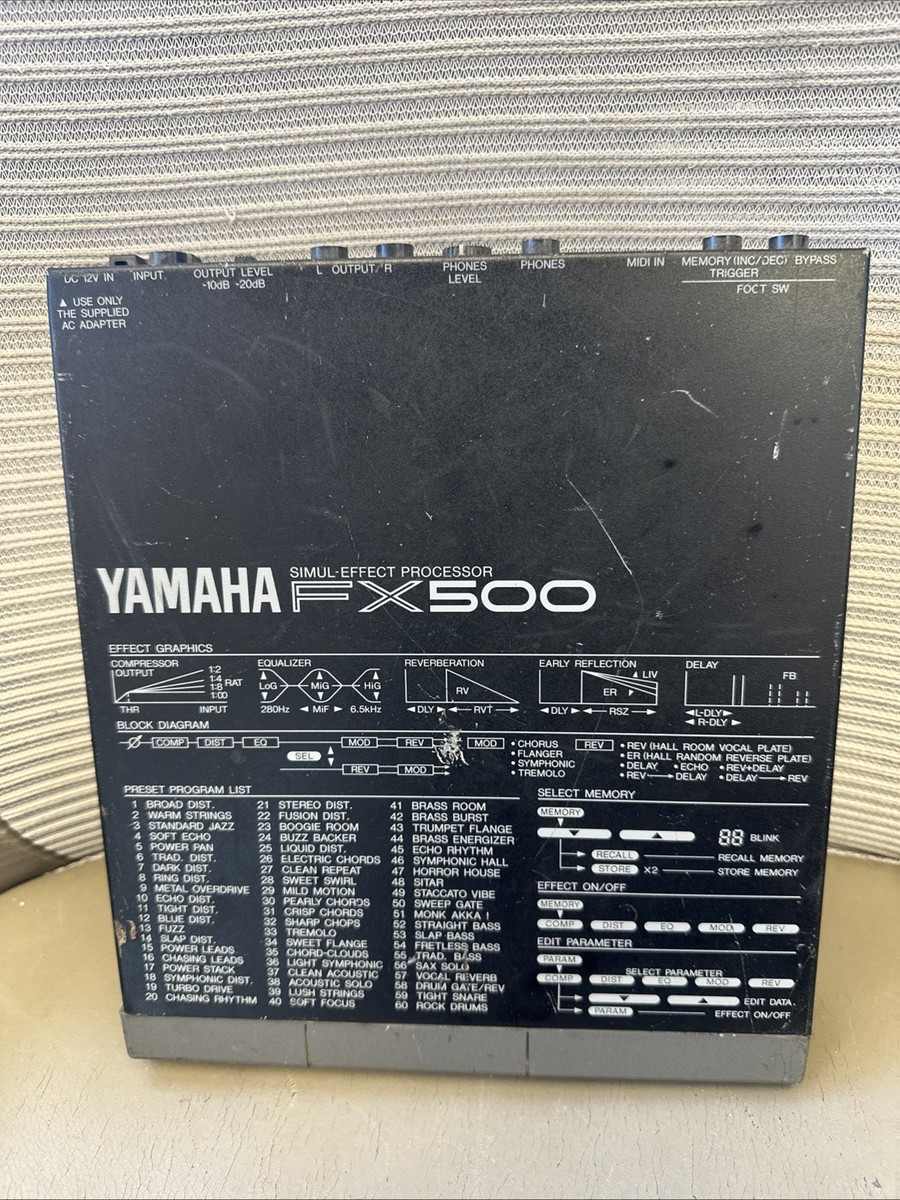 DC 12V IN INPUT OUTPUT LEVEL L OUTPUT R PHONES LEVEL PHONES MIDI IN MEMORY(INC/DEC) BYPASS
-10dB -20dB TRIGGER
FOOT SW
▲ USE ONLY
THE SUPPLIED
AC ADAPTER
SIMUL-EFFECT PROCESSOR
YAMAHA FX500
EFFECT GRAPHICS
COMPRESSOR EQUALIZER REVERBERATION EARLY REFLECTION DELAY
OUTPUT 1:2 1:4 1:8 1:00 RAT LoG MiG HiG RV LIV ER FB
THR INPUT 280Hz ◄ MiF ► 6.5kHz ◄DLY► ◄RVT► ◄DLY► ◄RSZ► ◄L-DLY►
◄R-DLY►
BLOCK DIAGRAM
Ø COMP DIST EQ MOD REV MOD • CHORUS REV • REV (HALL ROOM VOCAL PLATE)
SEL • FLANGER • ER (HALL RANDOM REVERSE PLATE)
• SYMPHONIC • DELAY • ECHO • REV+DELAY
REV MOD • TREMOLO • REV → DELAY • DELAY → REV
PRESET PROGRAM LIST
1 BROAD DIST.
2 WARM STRINGS
3 STANDARD JAZZ
4 SOFT ECHO
5 POWER PAN
6 TRAD. DIST.
7 DARK DIST.
8 RING DIST.
9 METAL OVERDRIVE
10 ECHO DIST.
11 TIGHT DIST.
12 BLUE DIST.
13 FUZZ
14 SLAP DIST.
15 POWER LEADS
16 CHASING LEADS
17 POWER STACK
18 SYMPHONIC DIST.
19 TURBO DRIVE
20 CHASING RHYTHM
21 STEREO DIST.
22 FUSION DIST.
23 BOOGIE ROOM
24 BUZZ BACKER
25 LIQUID DIST.
26 ELECTRIC CHORDS
27 CLEAN REPEAT
28 SWEET SWIRL
29 MILD MOTION
30 PEARLY CHORDS
31 CRISP CHORDS
32 SHARP CHOPS
33 TREMOLO
34 SWEET FLANGE
35 CHORD-CLOUDS
36 LIGHT SYMPHONIC
37 CLEAN ACOUSTIC
38 ACOUSTIC SOLO
39 LUSH STRINGS
40 SOFT FOCUS
41 BRASS ROOM
42 BRASS BURST
43 TRUMPET FLANGE
44 BRASS ENERGIZER
45 ECHO RHYTHM
46 SYMPHONIC HALL
47 HORROR HOUSE
48 SITAR
49 STACCATO VIBE
50 SWEEP GATE
51 MONK AKKA !
52 STRAIGHT BASS
53 SLAP BASS
54 FRETLESS BASS
55 TRAD. BASS
56 SAX SOLO
57 VOCAL REVERB
58 DRUM GATE/REV
59 TIGHT SNARE
60 ROCK DRUMS
SELECT MEMORY
MEMORY
▼ ▲ 88 BLINK
RECALL RECALL MEMORY
STORE X2 STORE MEMORY
EFFECT ON/OFF
MEMORY
COMP DIST EQ MOD REV
EDIT PARAMETER
PARAM
SELECT PARAMETER
COMP DIST EQ MOD REV
▼ ▲ EDIT DATA.
PARAM EFFECT ON/OFF